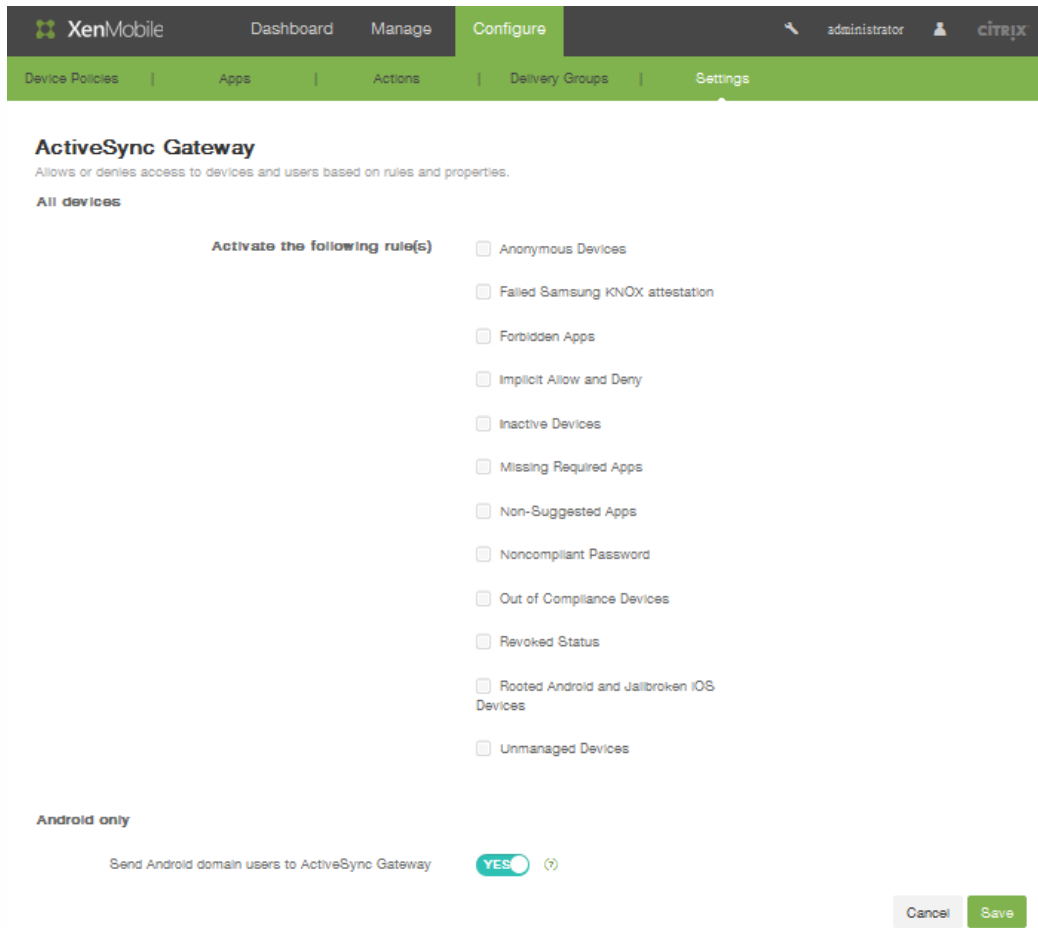 XenMobile Dashboard Manage Configure administrator CİTRIX
Device Policies | Apps | Actions | Delivery Groups | Settings
ActiveSync Gateway
Allows or denies access to devices and users based on rules and properties.
All devices
Activate the following rule(s)
Anonymous Devices
Failed Samsung KNOX attestation
Forbidden Apps
Implicit Allow and Deny
Inactive Devices
Missing Required Apps
Non-Suggested Apps
Noncompliant Password
Out of Compliance Devices
Revoked Status
Rooted Android and Jailbroken iOS
Devices
Unmanaged Devices
Android only
Send Android domain users to ActiveSync Gateway YES ?
Cancel Save